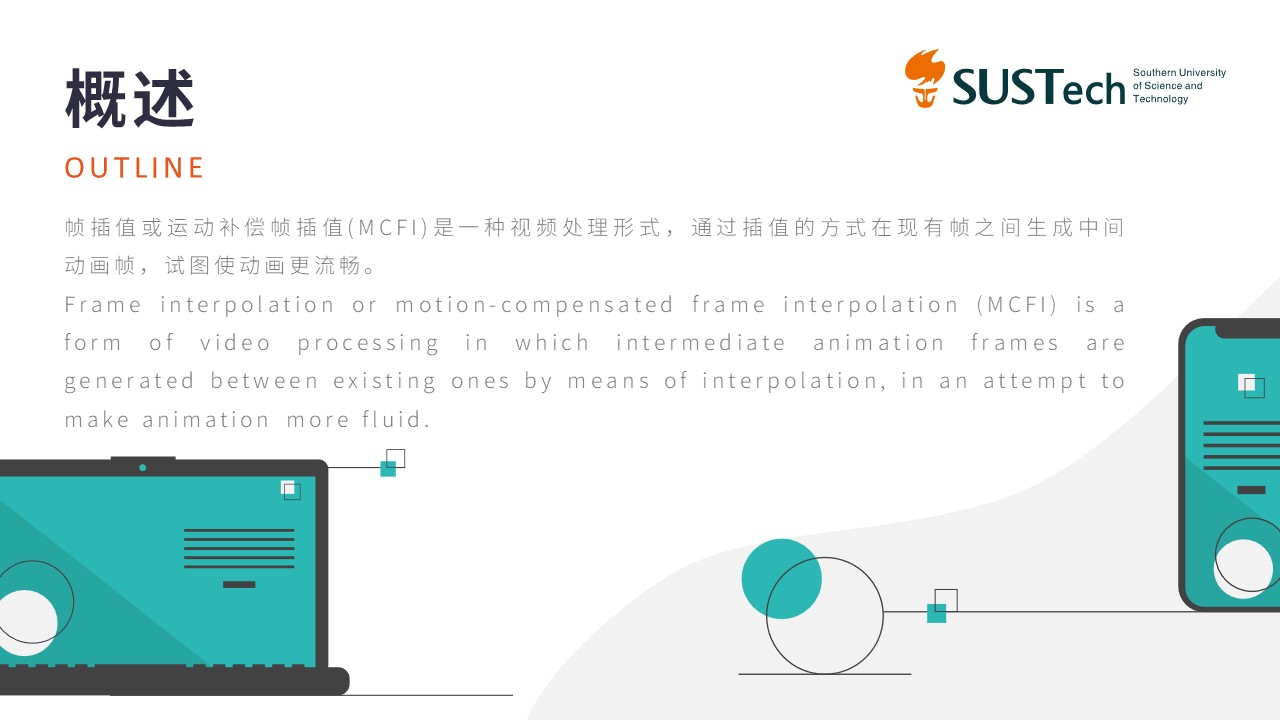 概述
SUSTech
Southern University
of Science and
Technology
OUTLINE
帧插值或运动补偿帧插值(MCFI)是一种视频处理形式，通过插值的方式在现有帧之间生成中间
动画帧，试图使动画更流畅。
Frame interpolation or motion-compensated frame interpolation (MCFI) is a
form of video processing in which intermediate animation frames are
generated between existing ones by means of interpolation, in an attempt to
make animation more fluid.